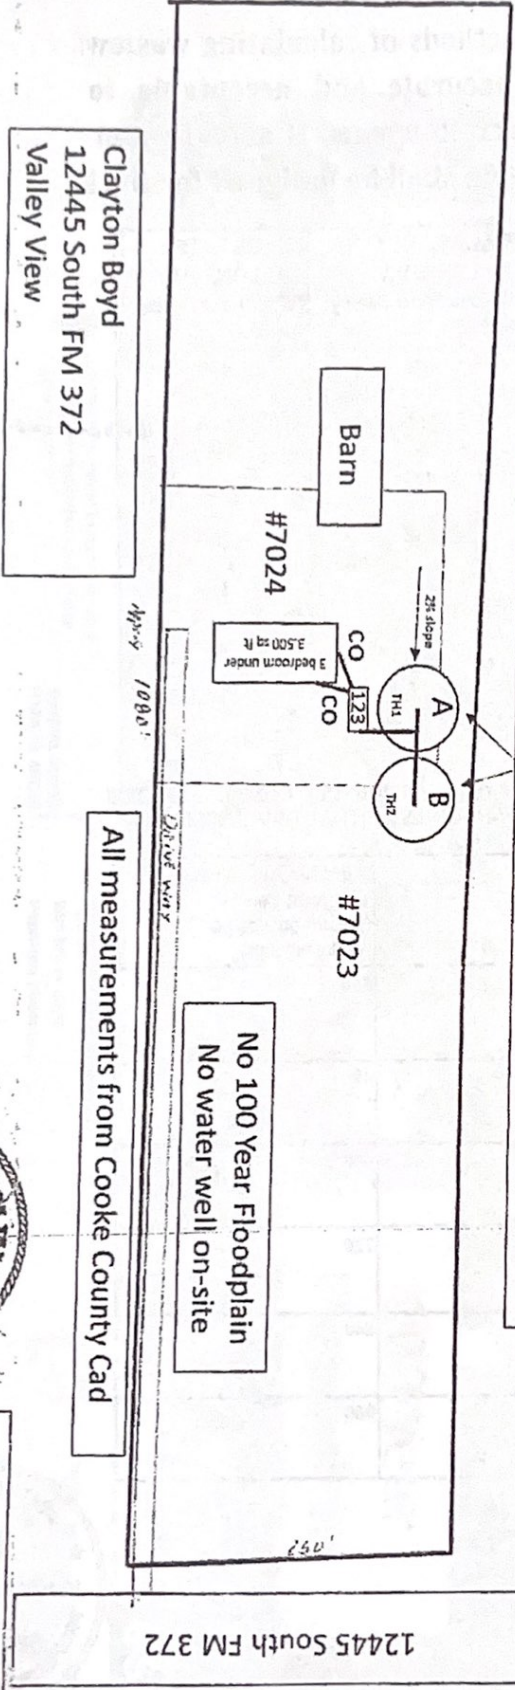 Clayton Boyd
12445 South FM 372
Valley View
Barn
#7024
2% slope
A
TH1
B
TH2
CO
123
CO
3 bedroom under
3,500 sq ft
#7023
1080'
Drive way
No 100 Year Floodplain
No water well on-site
All measurements from Cooke County Cad
250'
12445 South FM 372